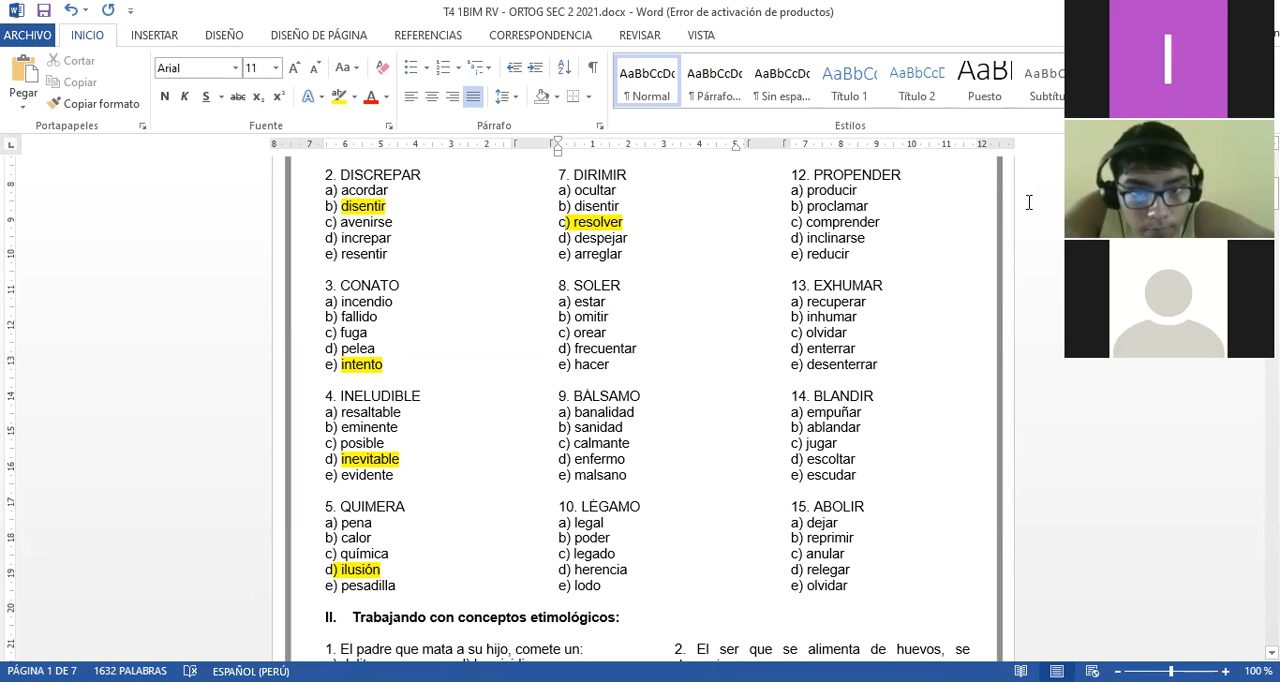 T4 1BIM RV - ORTOG SEC 2 2021.docx - Word (Error de activación de productos)
ARCHIVO INICIO INSERTAR DISEÑO DISEÑO DE PÁGINA REFERENCIAS CORRESPONDENCIA REVISAR VISTA
Cortar
Copiar
Copiar formato
Pegar
Portapapeles
Arial 11
N K S abc x₂ x²
Fuente
Párrafo
AaBbCcDc AaBbCcDc AaBbCcDc AaBbCc AaBbCcD AaBl AaBbCcD
¶ Normal ¶ Párrafo... ¶ Sin espa... Título 1 Título 2 Puesto Subtítu
Estilos
I
2. DISCREPAR
a) acordar
b) disentir
c) avenirse
d) increpar
e) resentir
3. CONATO
a) incendio
b) fallido
c) fuga
d) pelea
e) intento
4. INELUDIBLE
a) resaltable
b) eminente
c) posible
d) inevitable
e) evidente
5. QUIMERA
a) pena
b) calor
c) química
d) ilusión
e) pesadilla
7. DIRIMIR
a) ocultar
b) disentir
c) resolver
d) despejar
e) arreglar
8. SOLER
a) estar
b) omitir
c) orear
d) frecuentar
e) hacer
9. BÁLSAMO
a) banalidad
b) sanidad
c) calmante
d) enfermo
e) malsano
10. LÉGAMO
a) legal
b) poder
c) legado
d) herencia
e) lodo
12. PROPENDER
a) producir
b) proclamar
c) comprender
d) inclinarse
e) reducir
13. EXHUMAR
a) recuperar
b) inhumar
c) olvidar
d) enterrar
e) desenterrar
14. BLANDIR
a) empuñar
b) ablandar
c) jugar
d) escoltar
e) escudar
15. ABOLIR
a) dejar
b) reprimir
c) anular
d) relegar
e) olvidar
II. Trabajando con conceptos etimológicos:
1. El padre que mata a su hijo, comete un:
2. El ser que se alimenta de huevos, se
PÁGINA 1 DE 7 1632 PALABRAS ESPAÑOL (PERÚ) 100 %